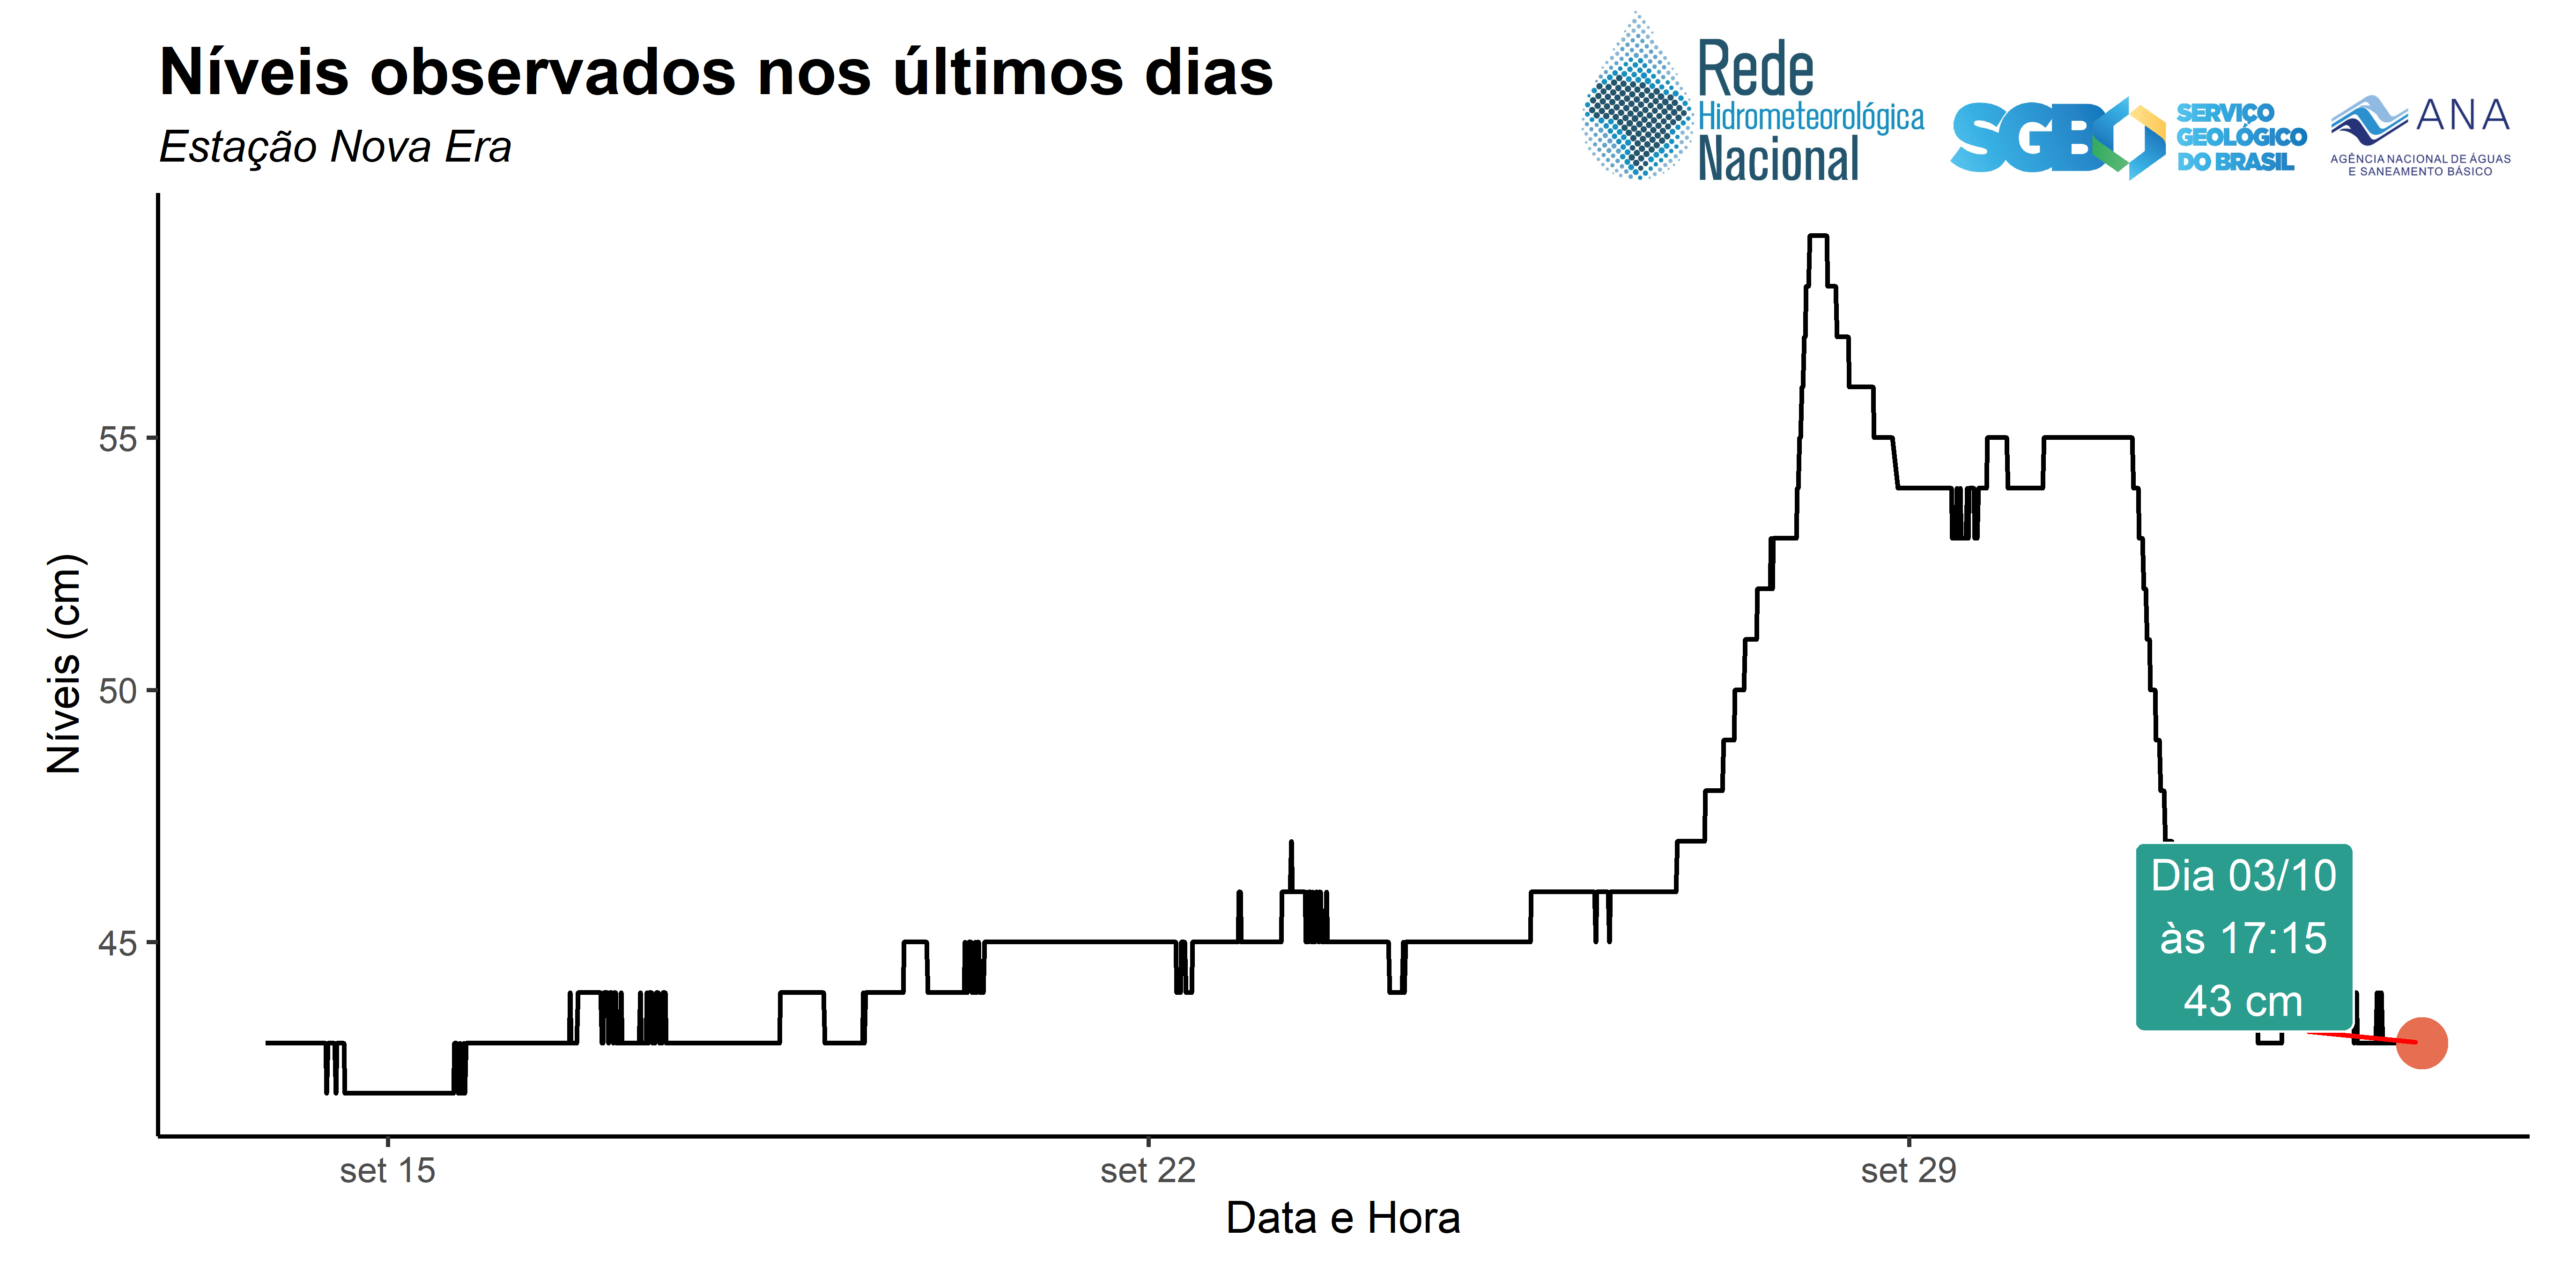 Níveis observados nos últimos dias
Estação Nova Era
Rede
Hidrometeorológica
Nacional
SGB
SERVIÇO
GEOLÓGICO
DO BRASIL
ANA
AGÊNCIA NACIONAL DE ÁGUAS
E SANEAMENTO BÁSICO
Níveis (cm)
55
50
45
Dia 03/10
às 17:15
43 cm
set 15
set 22
set 29
Data e Hora